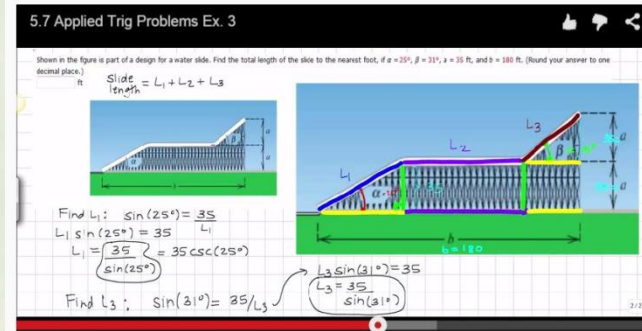 5.7 Applied Trig Problems Ex. 3
Shown in the figure is part of a design for a water slide. Find the total length of the slide to the nearest foot, if α = 25°, β = 31°, a = 35 ft, and b = 180 ft. (Round your answer to one
decimal place.)
ft
Slide length = L₁ + L₂ + L₃
α
β
a
a
L₁
L₂
L₃
α
β
a
a
b = 180
Find L₁: sin(25°) = 35/L₁
L₁ sin(25°) = 35
L₁ = 35/sin(25°) = 35 csc(25°)
Find L₃: sin(31°) = 35/L₃
L₃ sin(31°) = 35
L₃ = 35/sin(31°)
2/2